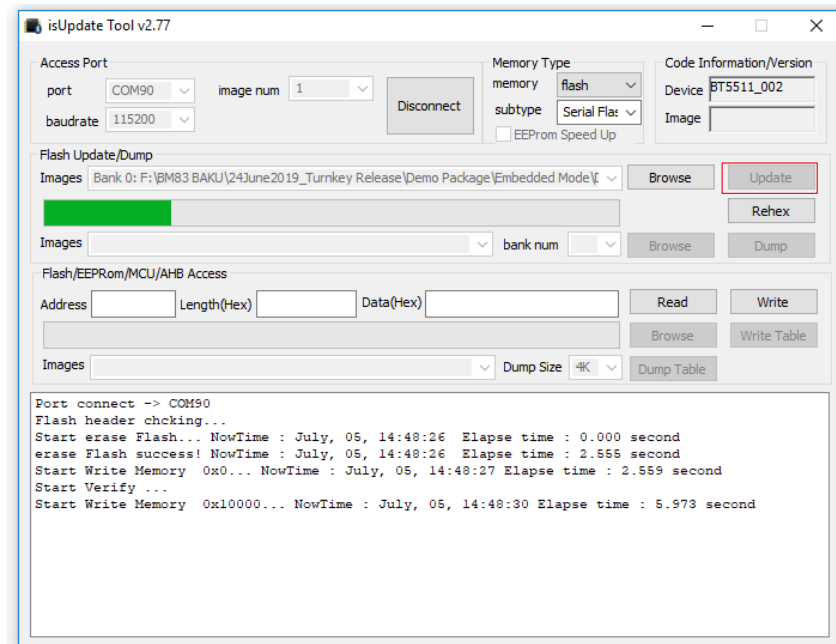 isUpdate Tool v2.77
Access Port
port COM90 image num 1
Disconnect
baudrate 115200
Memory Type
memory flash
subtype Serial Flas
EEProm Speed Up
Code Information/Version
Device BT5511_002
Image
Flash Update/Dump
Images Bank 0: F:\BM83 BAKU\24June2019_Turnkey Release\Demo Package\Embedded Mode\D Browse Update
Rehex
Images bank num Browse Dump
Flash/EEPRom/MCU/AHB Access
Address Length(Hex) Data(Hex) Read Write
Browse Write Table
Images Dump Size 4K Dump Table
Port connect -> COM90
Flash header chcking...
Start erase Flash... NowTime : July, 05, 14:48:26 Elapse time : 0.000 second
erase Flash success! NowTime : July, 05, 14:48:26 Elapse time : 2.555 second
Start Write Memory 0x0... NowTime : July, 05, 14:48:27 Elapse time : 2.559 second
Start Verify ...
Start Write Memory 0x10000... NowTime : July, 05, 14:48:30 Elapse time : 5.973 second